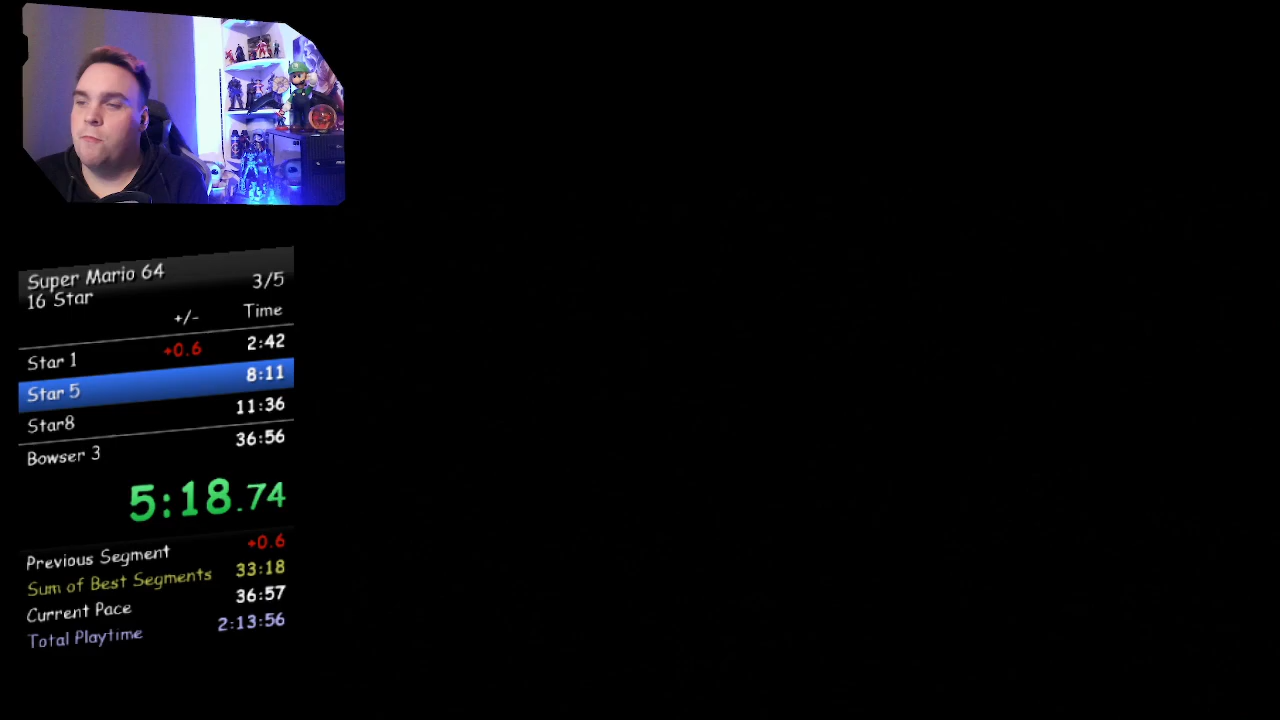 Super Mario 64
16 Star 3/5
+/- Time
Star 1 +0.6 2:42
Star 5 8:11
Star8 11:36
Bowser 3 36:56
5:18.74
Previous Segment +0.6
Sum of Best Segments 33:18
Current Pace 36:57
Total Playtime 2:13:56